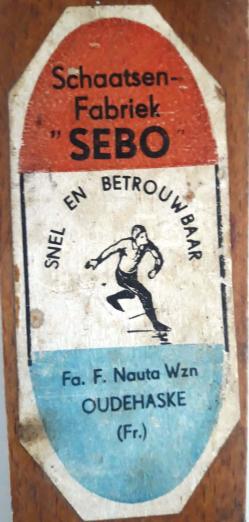 Schaatsen-
Fabriek
"SEBO"
SNEL EN BETROUWBAAR
Fa. F. Nauta Wzn
OUDEHASKE
(Fr.)